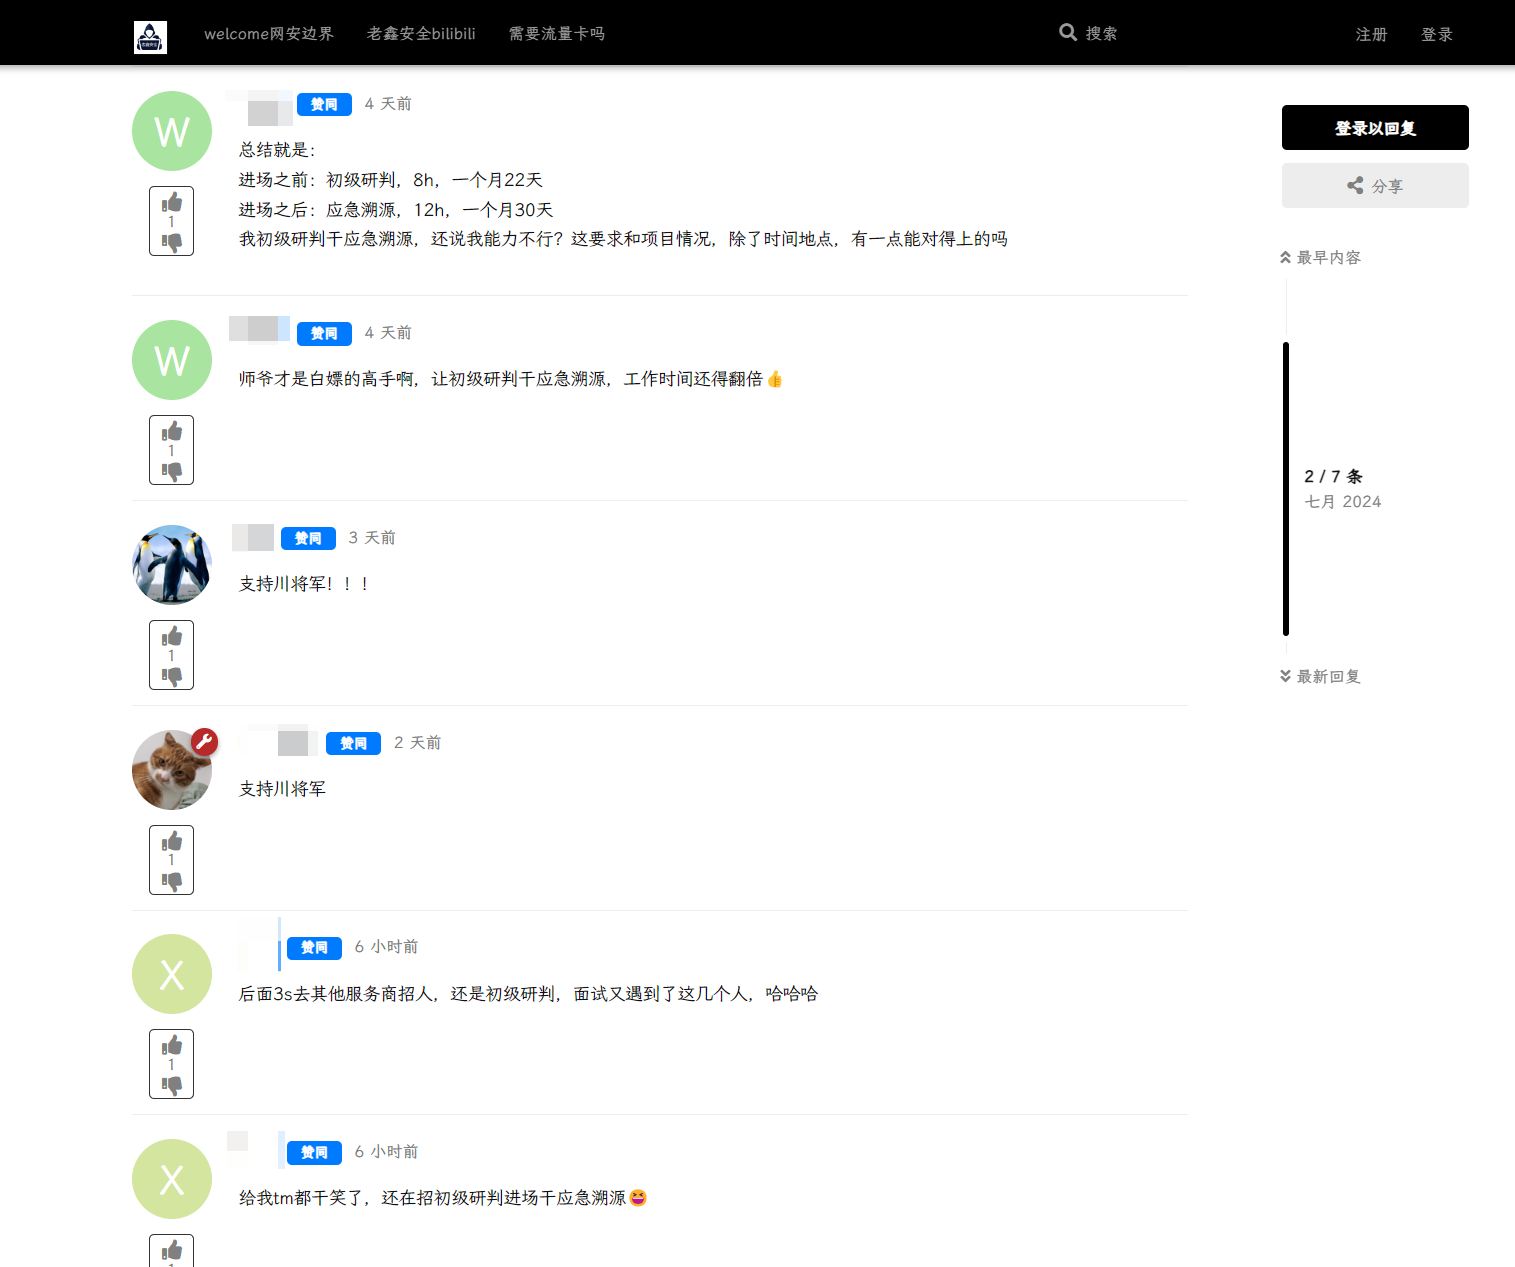 welcome网安边界 老鑫安全bilibili 需要流量卡吗 搜索 注册 登录
W 赞同 4 天前
总结就是：
进场之前：初级研判，8h，一个月22天
进场之后：应急溯源，12h，一个月30天
我初级研判干应急溯源，还说我能力不行？这要求和项目情况，除了时间地点，有一点能对得上的吗
1
W 赞同 4 天前
师爷才是白嫖的高手啊，让初级研判干应急溯源，工作时间还得翻倍👍
1
赞同 3 天前
支持川将军！！！
1
赞同 2 天前
支持川将军
1
X 赞同 6 小时前
后面3s去其他服务商招人，还是初级研判，面试又遇到了这几个人，哈哈哈
1
X 赞同 6 小时前
给我tm都干笑了，还在招初级研判进场干应急溯源😆
登录以回复
分享
最早内容
2 / 7 条
七月 2024
最新回复